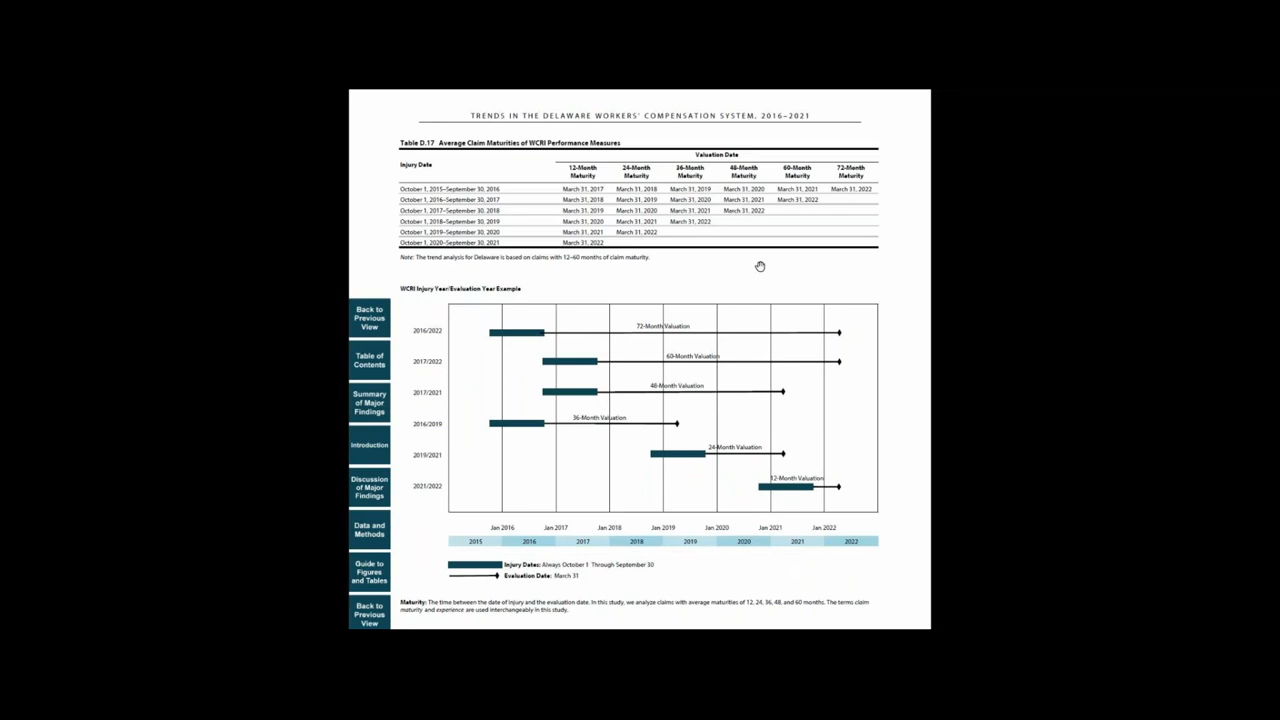 TRENDS IN THE DELAWARE WORKERS' COMPENSATION SYSTEM, 2016–2021
Table D.17 Average Claim Maturities of WCRI Performance Measures
Valuation Date
Injury Date
12-Month Maturity 24-Month Maturity 36-Month Maturity 48-Month Maturity 60-Month Maturity 72-Month Maturity
October 1, 2015–September 30, 2016 March 31, 2017 March 31, 2018 March 31, 2019 March 31, 2020 March 31, 2021 March 31, 2022
October 1, 2016–September 30, 2017 March 31, 2018 March 31, 2019 March 31, 2020 March 31, 2021 March 31, 2022
October 1, 2017–September 30, 2018 March 31, 2019 March 31, 2020 March 31, 2021 March 31, 2022
October 1, 2018–September 30, 2019 March 31, 2020 March 31, 2021 March 31, 2022
October 1, 2019–September 30, 2020 March 31, 2021 March 31, 2022
October 1, 2020–September 30, 2021 March 31, 2022
Note: The trend analysis for Delaware is based on claims with 12–60 months of claim maturity.
WCRI Injury Year/Evaluation Year Example
2016/2022 72-Month Valuation
2017/2022 60-Month Valuation
2017/2021 48-Month Valuation
2016/2019 36-Month Valuation
2019/2021 24-Month Valuation
2021/2022 12-Month Valuation
Jan 2016 Jan 2017 Jan 2018 Jan 2019 Jan 2020 Jan 2021 Jan 2022
2015 2016 2017 2018 2019 2020 2021 2022
Injury Dates: Always October 1 Through September 30
Evaluation Date: March 31
Maturity: The time between the date of injury and the evaluation date. In this study, we analyze claims with average maturities of 12, 24, 36, 48, and 60 months. The terms claim
maturity and experience are used interchangeably in this study.
Back to
Previous
View
Table of
Contents
Summary
of Major
Findings
Introduction
Discussion
of Major
Findings
Data and
Methods
Guide to
Figures
and Tables
Back to
Previous
View